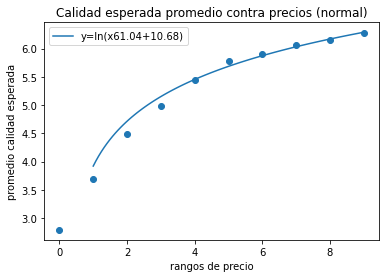 Calidad esperada promedio contra precios (normal)
y=ln(x61.04+10.68)
promedio calidad esperada
6.0
5.5
5.0
4.5
4.0
3.5
3.0
0 2 4 6 8
rangos de precio